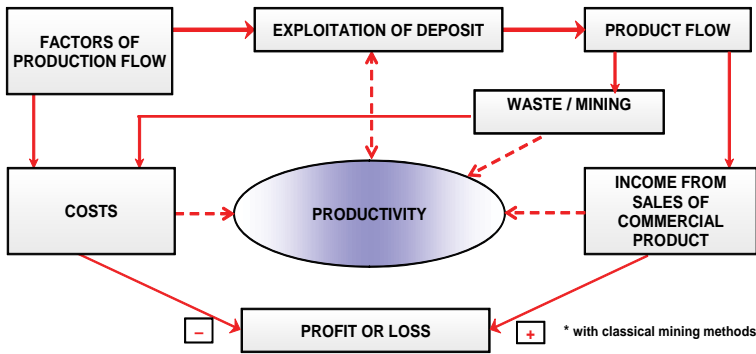 FACTORS OF
PRODUCTION FLOW
EXPLOITATION OF DEPOSIT
PRODUCT FLOW
WASTE / MINING
COSTS
PRODUCTIVITY
INCOME FROM
SALES OF
COMMERCIAL
PRODUCT
–
PROFIT OR LOSS
+
* with classical mining methods